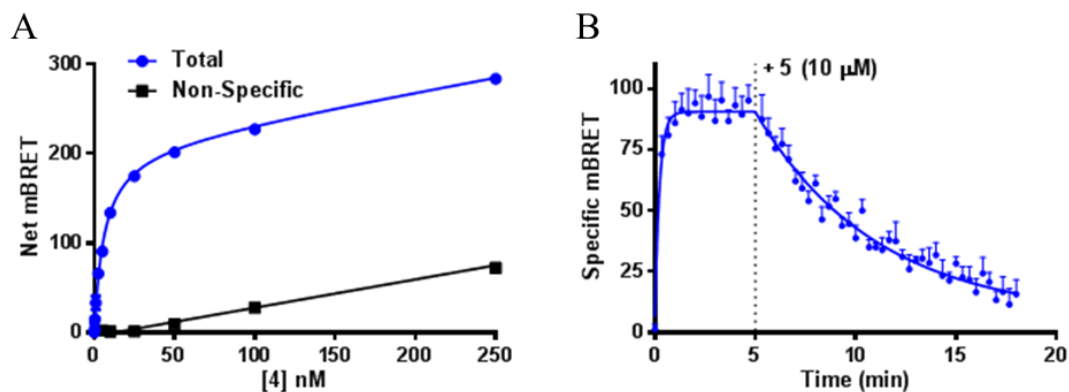 A
Total
Non-Specific
300
200
100
0
Net mBRET
0 50 100 150 200 250
[4] nM
B
+ 5 (10 μM)
100
75
50
25
0
Specific mBRET
0 5 10 15 20
Time (min)